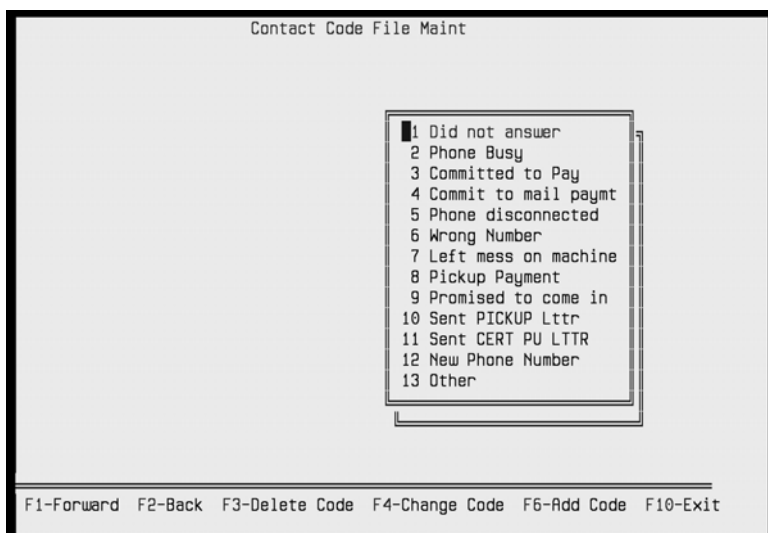 Contact Code File Maint
1 Did not answer
2 Phone Busy
3 Committed to Pay
4 Commit to mail paymt
5 Phone disconnected
6 Wrong Number
7 Left mess on machine
8 Pickup Payment
9 Promised to come in
10 Sent PICKUP Lttr
11 Sent CERT PU LTTR
12 New Phone Number
13 Other
F1-Forward F2-Back F3-Delete Code F4-Change Code F6-Add Code F10-Exit